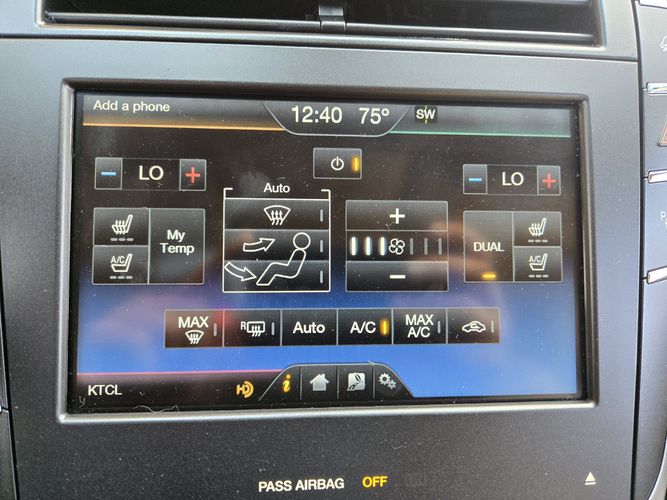 Add a phone
12:40 75° SW
− LO +
Auto
− LO +
My
Temp
A/C
+
−
DUAL
A/C
MAX
R
Auto
A/C
MAX
A/C
KTCL
HD
i
PASS AIRBAG OFF